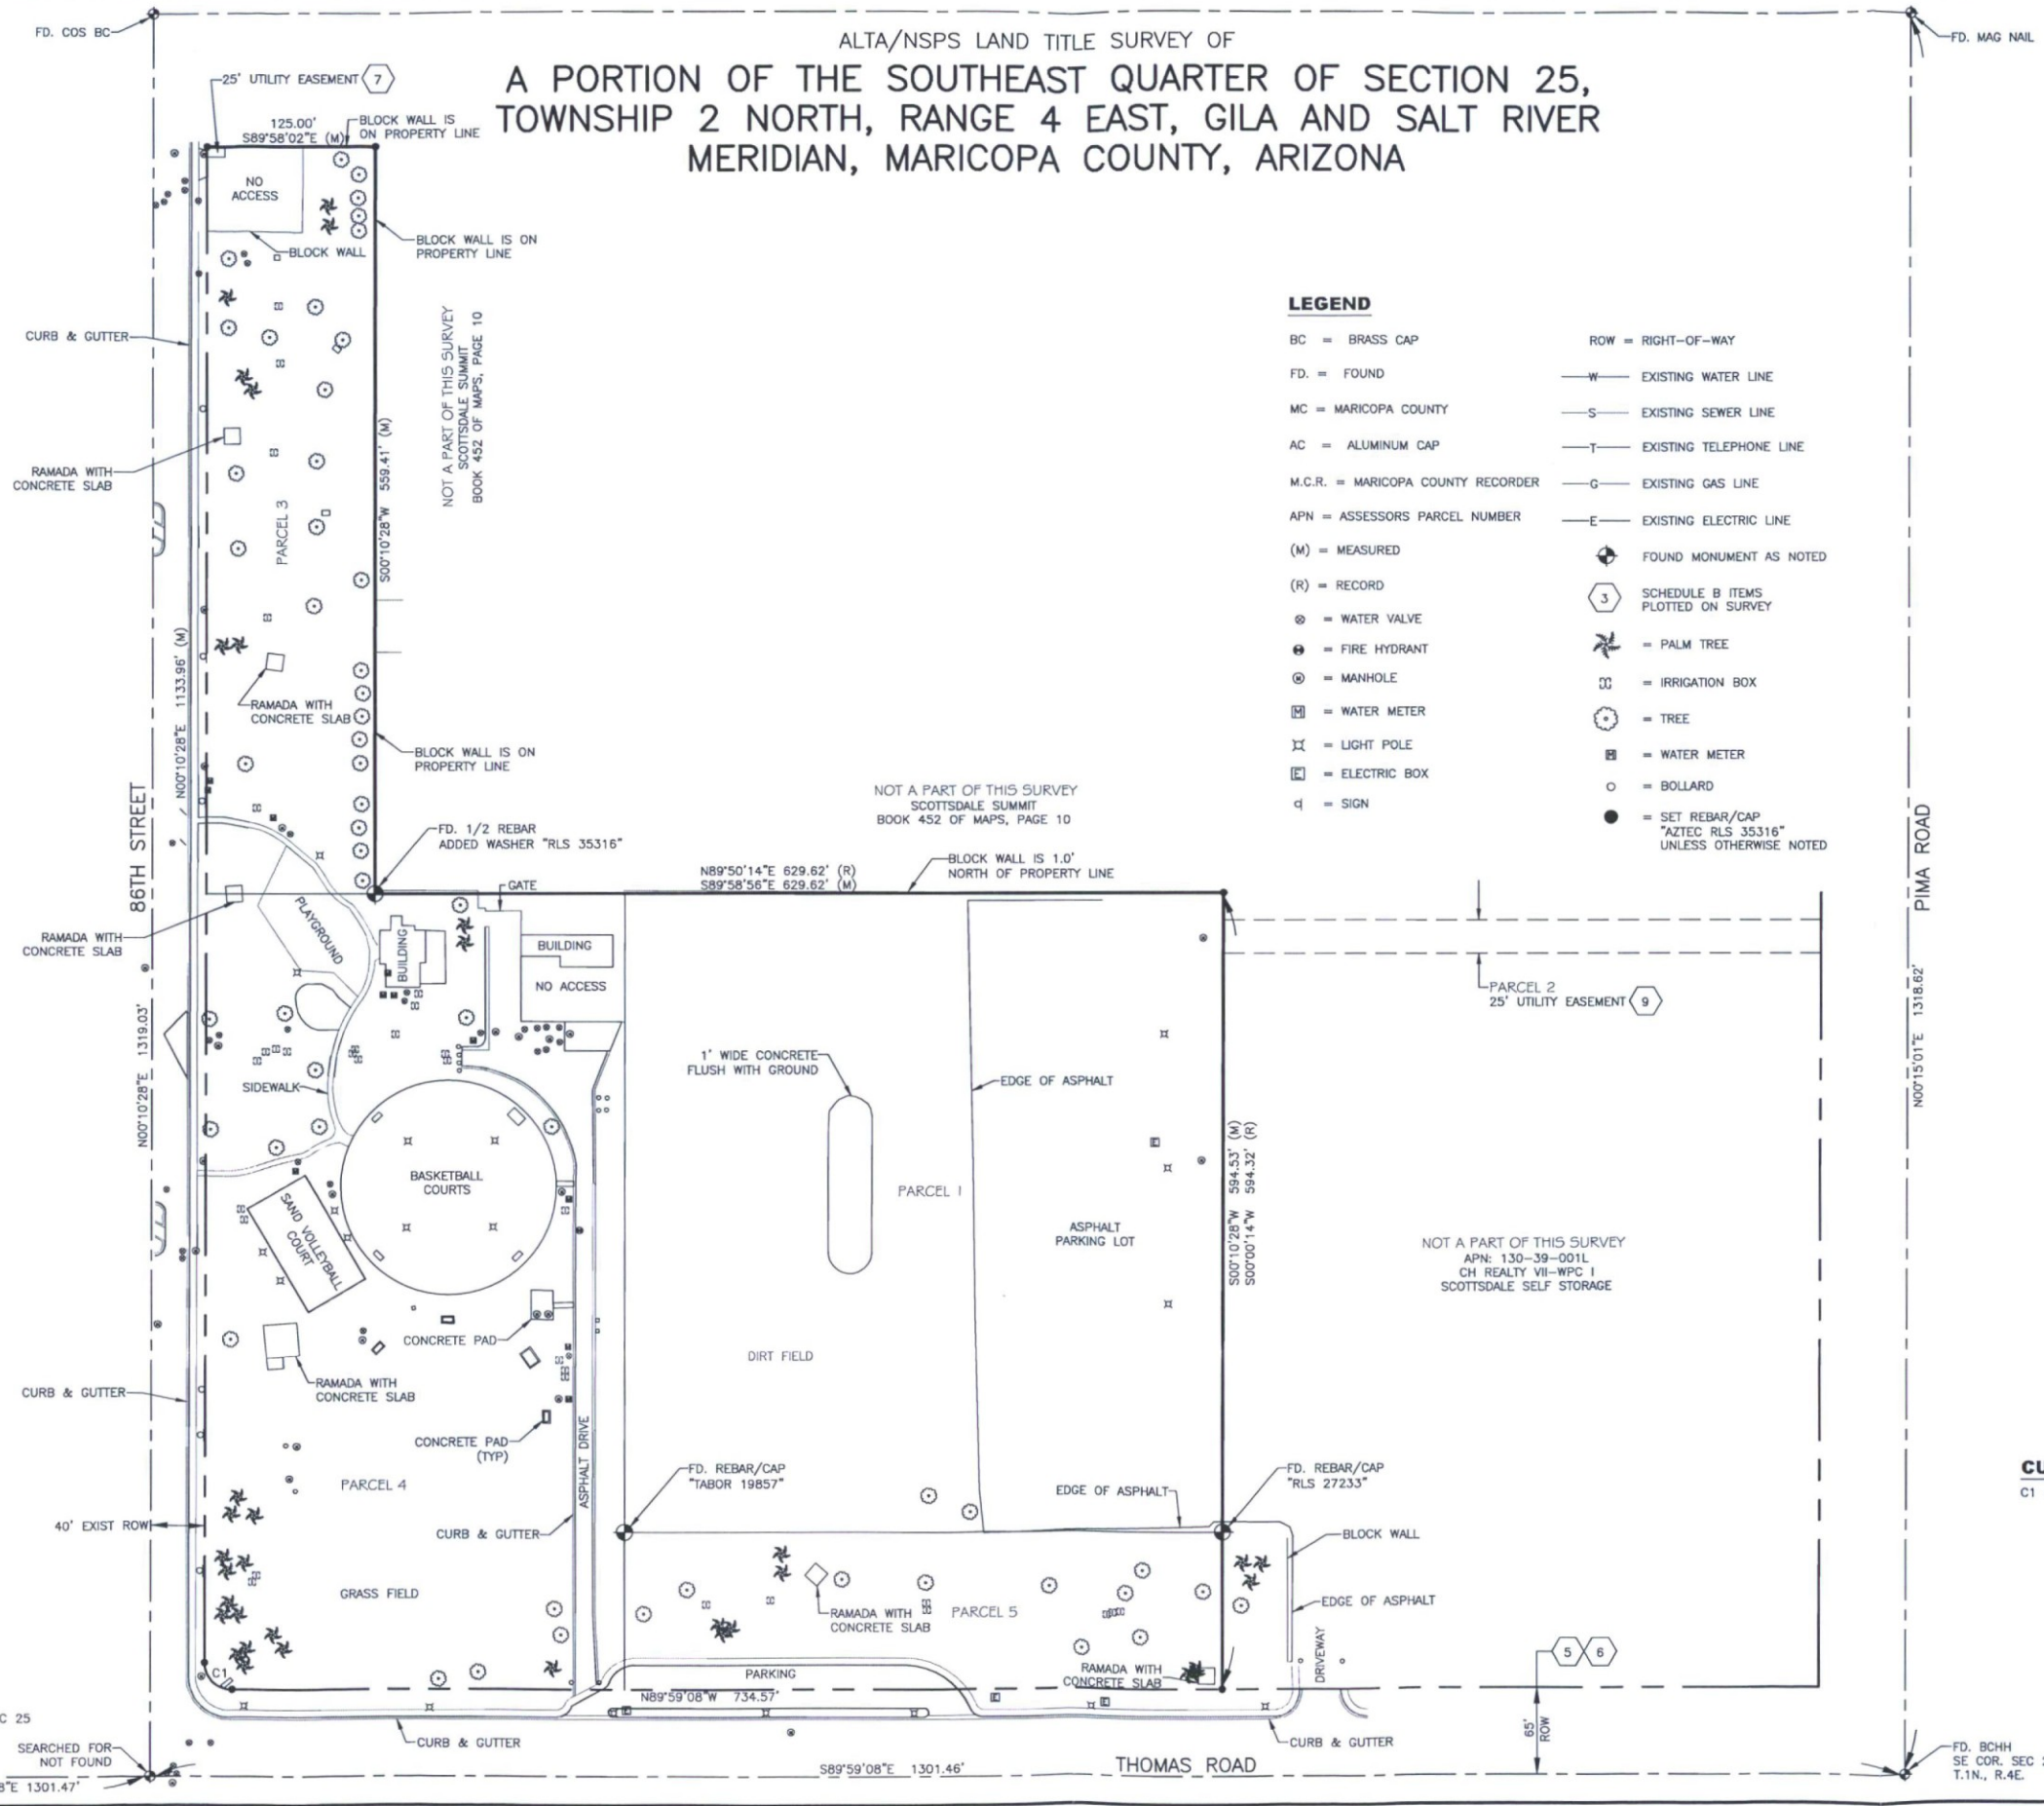 FD. COS BC
FD. MAG NAIL
ALTA/NSPS LAND TITLE SURVEY OF
A PORTION OF THE SOUTHEAST QUARTER OF SECTION 25,
TOWNSHIP 2 NORTH, RANGE 4 EAST, GILA AND SALT RIVER
MERIDIAN, MARICOPA COUNTY, ARIZONA
25' UTILITY EASEMENT 7
125.00'
S89°58'02"E (M)
BLOCK WALL IS
ON PROPERTY LINE
NO
ACCESS
BLOCK WALL
BLOCK WALL IS ON
PROPERTY LINE
CURB & GUTTER
NOT A PART OF THIS SURVEY
SCOTTSDALE SUMMIT
BOOK 452 OF MAPS, PAGE 10
S00°10'28"W 559.41' (M)
RAMADA WITH
CONCRETE SLAB
PARCEL 3
N00°10'28"E 1133.96' (M)
RAMADA WITH
CONCRETE SLAB
BLOCK WALL IS ON
PROPERTY LINE
86TH STREET
LEGEND
BC = BRASS CAP
FD. = FOUND
MC = MARICOPA COUNTY
AC = ALUMINUM CAP
M.C.R. = MARICOPA COUNTY RECORDER
APN = ASSESSORS PARCEL NUMBER
(M) = MEASURED
(R) = RECORD
= WATER VALVE
= FIRE HYDRANT
= MANHOLE
M = WATER METER
= LIGHT POLE
E = ELECTRIC BOX
= SIGN
ROW = RIGHT-OF-WAY
W EXISTING WATER LINE
S EXISTING SEWER LINE
T EXISTING TELEPHONE LINE
G EXISTING GAS LINE
E EXISTING ELECTRIC LINE
FOUND MONUMENT AS NOTED
3 SCHEDULE B ITEMS
PLOTTED ON SURVEY
= PALM TREE
= IRRIGATION BOX
= TREE
= WATER METER
= BOLLARD
= SET REBAR/CAP
"AZTEC RLS 35316"
UNLESS OTHERWISE NOTED
PIMA ROAD
N00°15'01"E 1318.62'
NOT A PART OF THIS SURVEY
SCOTTSDALE SUMMIT
BOOK 452 OF MAPS, PAGE 10
FD. 1/2 REBAR
ADDED WASHER "RLS 35316"
N89°50'14"E 629.62' (R)
S89°58'56"E 629.62' (M)
BLOCK WALL IS 1.0'
NORTH OF PROPERTY LINE
GATE
RAMADA WITH
CONCRETE SLAB
PLAYGROUND
BUILDING
BUILDING
NO ACCESS
PARCEL 2
25' UTILITY EASEMENT 9
N00°10'28"E 1319.03'
SIDEWALK
1' WIDE CONCRETE
FLUSH WITH GROUND
EDGE OF ASPHALT
S00°10'28"W 594.53' (M)
S00°00'14"W 594.32' (R)
BASKETBALL
COURTS
PARCEL 1
SAND VOLLEYBALL
COURT
ASPHALT
PARKING LOT
NOT A PART OF THIS SURVEY
APN: 130-39-001L
CH REALTY VII-WPC I
SCOTTSDALE SELF STORAGE
CONCRETE PAD
DIRT FIELD
RAMADA WITH
CONCRETE SLAB
CURB & GUTTER
CONCRETE PAD
(TYP)
ASPHALT DRIVE
PARCEL 4
FD. REBAR/CAP
"TABOR 19857"
EDGE OF ASPHALT
FD. REBAR/CAP
"RLS 27233"
C1
40' EXIST ROW
CURB & GUTTER
BLOCK WALL
GRASS FIELD
RAMADA WITH
CONCRETE SLAB
PARCEL 5
EDGE OF ASPHALT
DRIVEWAY
C1
PARKING
N89°59'08"W 734.57'
RAMADA WITH
CONCRETE SLAB
5 6
65'
ROW
C 25
SEARCHED FOR
NOT FOUND
"E 1301.47'
CURB & GUTTER
CURB & GUTTER
S89°59'08"E 1301.46'
THOMAS ROAD
FD. BCHH
SE COR. SEC
T.1N., R.4E.